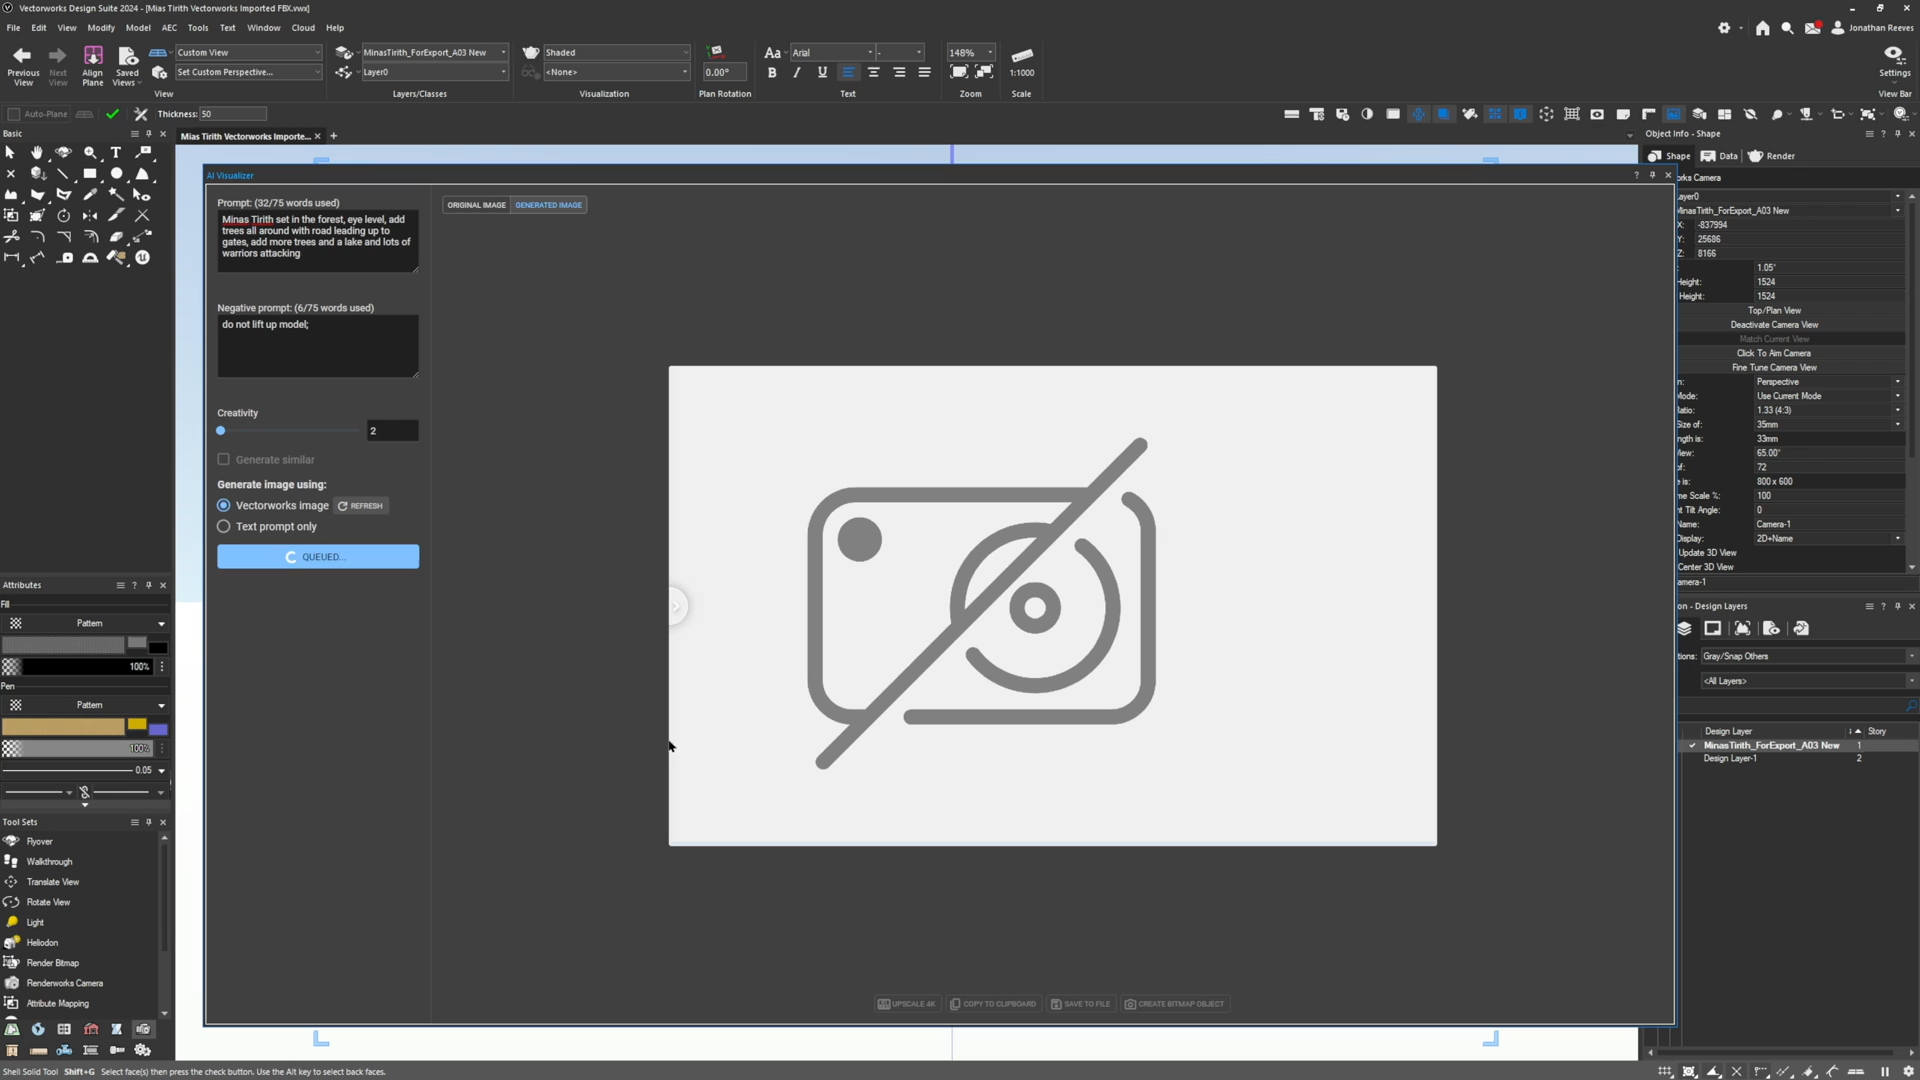 Vectorworks Design Suite 2024 - [Mias Tirith Vectorworks Imported FBX.vwx]
File Edit View Modify Model AEC Tools Text Window Cloud Help
Jonathan Reeves
Previous View
Next View
Align Plane
Saved Views
Custom View
Set Custom Perspective...
View
MinasTirith_ForExport_A03 New
Layer0
Layers/Classes
Shaded
<None>
Visualization
0.00°
Plan Rotation
Aa Arial -
B I U
Text
148%
Zoom
1:1000
Scale
Settings
View Bar
Auto-Plane
Thickness: 50
Basic
Mias Tirith Vectorworks Importe...
Object Info - Shape
Shape Data Render
AI Visualizer
Prompt: (32/75 words used)
Minas Tirith set in the forest, eye level, add
trees all around with road leading up to
gates, add more trees and a lake and lots of
warriors attacking
Negative prompt: (6/75 words used)
do not lift up model;
Creativity
2
Generate similar
Generate image using:
Vectorworks image REFRESH
Text prompt only
QUEUED...
ORIGINAL IMAGE GENERATED IMAGE
UPSCALE 4K COPY TO CLIPBOARD SAVE TO FILE CREATE BITMAP OBJECT
rks Camera
ayer0
MinasTirith_ForExport_A03 New
X: -837994
Y: 25686
Z: 8166
1.05°
eight: 1524
Height: 1524
Top/Plan View
Deactivate Camera View
Match Current View
Click To Aim Camera
Fine Tune Camera View
n: Perspective
Mode: Use Current Mode
atio: 1.33 (4:3)
Size of: 35mm
ngth is: 33mm
iew: 65.00°
of: 72
e is: 800 x 600
me Scale %: 100
t Tilt Angle: 0
Name: Camera-1
Display: 2D+Name
Update 3D View
Center 3D View
amera-1
on - Design Layers
ions: Gray/Snap Others
<All Layers>
Design Layer Story
MinasTirith_ForExport_A03 New 1
Design Layer-1 2
Attributes
Fill
Pattern
100%
Pen
Pattern
100%
0.05
Tool Sets
Flyover
Walkthrough
Translate View
Rotate View
Light
Heliodon
Render Bitmap
Renderworks Camera
Attribute Mapping
Shell Solid Tool Shift+G Select face(s) then press the check button. Use the Alt key to select back faces.